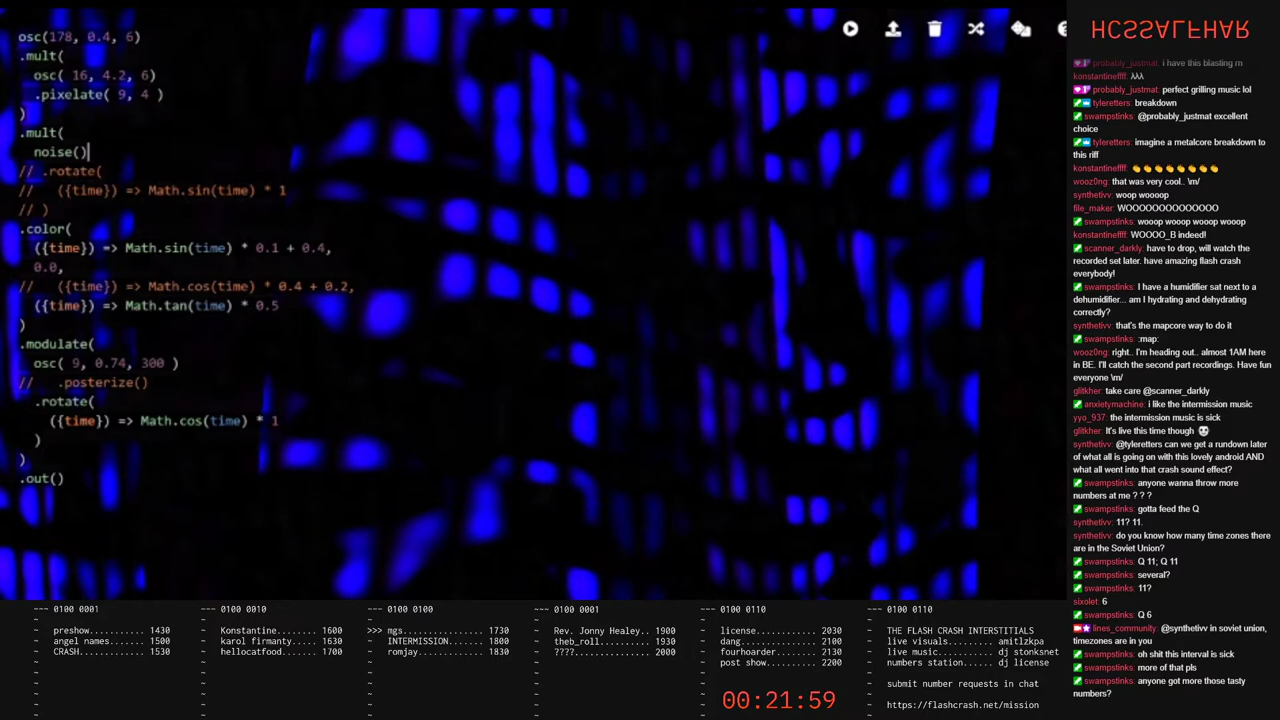 osc(178, 0.4, 6)
.mult(
osc( 16, 4.2, 6)
.pixelate( 9, 4 )
)
.mult(
noise()
// .rotate(
// ({time}) => Math.sin(time) * 1
// )
.color(
({time}) => Math.sin(time) * 0.1 + 0.4,
0.0,
// ({time}) => Math.cos(time) * 0.4 + 0.2,
({time}) => Math.tan(time) * 0.5
)
.modulate(
osc( 9, 0.74, 300 )
// .posterize()
.rotate(
({time}) => Math.cos(time) * 1
)
)
.out()
HCSSALFHAR
probably_justmat: i have this blasting rn
konstantineffff: λλλ
probably_justmat: perfect grilling music lol
tyleretters: breakdown
swampstinks: @probably_justmat excellent
choice
tyleretters: imagine a metalcore breakdown to
this riff
konstantineffff: 👏👏👏👏👏👏👏👏
wooz0ng: that was very cool.. \m/
synthetivv: woop woooop
file_maker: WOOOOOOOOOOOOOO
swampstinks: wooop wooop wooop wooop
konstantineffff: WOOOO_B indeed!
scanner_darkly: have to drop, will watch the
recorded set later. have amazing flash crash
everybody!
swampstinks: I have a humidifier sat next to a
dehumidifier... am I hydrating and dehydrating
correctly?
synthetivv: that's the mapcore way to do it
swampstinks: :map:
wooz0ng: right.. I'm heading out.. almost 1AM here
in BE. I'll catch the second part recordings. Have fun
everyone \m/
glitkher: take care @scanner_darkly
anxietymachine: i like the intermission music
yyo_937: the intermission music is sick
glitkher: It's live this time though 💀
synthetivv: @tyleretters can we get a rundown later
of what all is going on with this lovely android AND
what all went into that crash sound effect?
swampstinks: anyone wanna throw more
numbers at me ? ? ?
swampstinks: gotta feed the Q
synthetivv: 11? 11.
synthetivv: do you know how many time zones there
are in the Soviet Union?
swampstinks: Q 11; Q 11
swampstinks: several?
swampstinks: 11?
sixolet: 6
swampstinks: Q 6
lines_community: @synthetivv in soviet union,
timezones are in you
swampstinks: oh shit this interval is sick
swampstinks: more of that pls
swampstinks: anyone got more those tasty
numbers?
~~~ 0100 0001
~
~ preshow........... 1430
~ angel names....... 1500
~ CRASH............. 1530
~
~
~
~
~
~~~ 0100 0010
~
~ Konstantine....... 1600
~ karol firmanty.... 1630
~ hellocatfood...... 1700
~
~
~
~
~
~~~ 0100 0100
~
~ >>> mgs............... 1730
~ INTERMISSION...... 1800
~ romjay............ 1830
~
~
~
~
~
~~~ 0100 0001
~
~ Rev. Jonny Healey.. 1900
~ theb_roll......... 1930
~ ????.............. 2000
~
~
~
~
~
~~~ 0100 0110
~
~ license........... 2030
~ dang.............. 2100
~ fourhoarder....... 2130
~ post show......... 2200
~
~
~
~ 00:21:59
~
~~~ 0100 0110
~
~ THE FLASH CRASH INTERSTITIALS
~ live visuals...... amitlzkpa
~ live music..... dj stonksnet
~ numbers station...... dj license
~
~ submit number requests in chat
~
~ https://flashcrash.net/mission
~